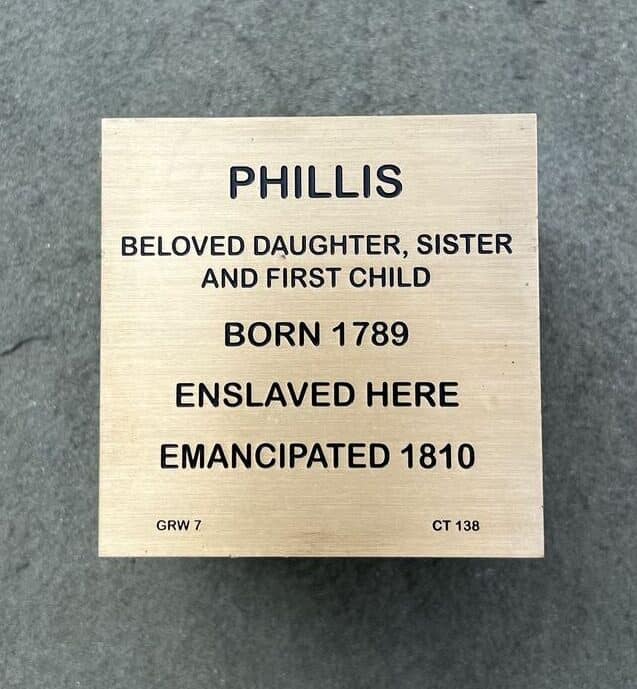 PHILLIS
BELOVED DAUGHTER, SISTER
AND FIRST CHILD
BORN 1789
ENSLAVED HERE
EMANCIPATED 1810
GRW 7 CT 138